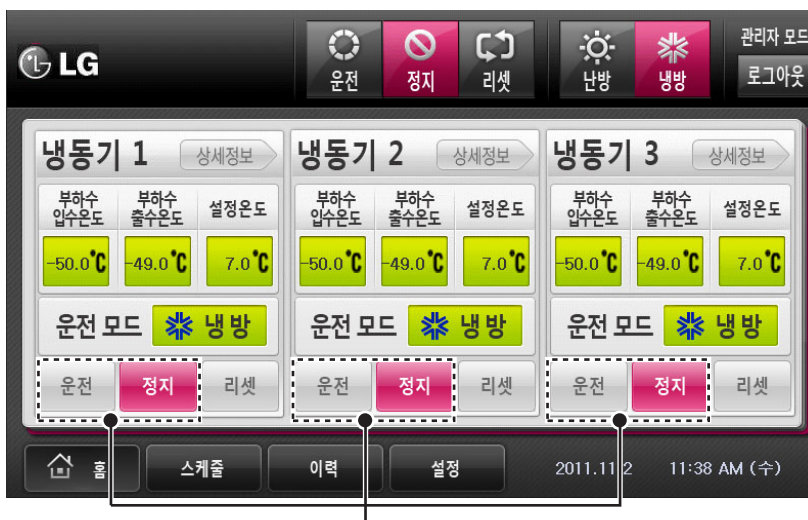 LG
운전 정지 리셋 난방 냉방
관리자 모드
로그아웃
냉동기 1 상세정보 냉동기 2 상세정보 냉동기 3 상세정보
부하수 입수온도 부하수 출수온도 설정온도 부하수 입수온도 부하수 출수온도 설정온도 부하수 입수온도 부하수 출수온도 설정온도
-50.0℃ -49.0℃ 7.0℃ -50.0℃ -49.0℃ 7.0℃ -50.0℃ -49.0℃ 7.0℃
운전 모드 냉방 운전 모드 냉방 운전 모드 냉방
운전 정지 리셋 운전 정지 리셋 운전 정지 리셋
홈 스케줄 이력 설정 11:38 AM (수)